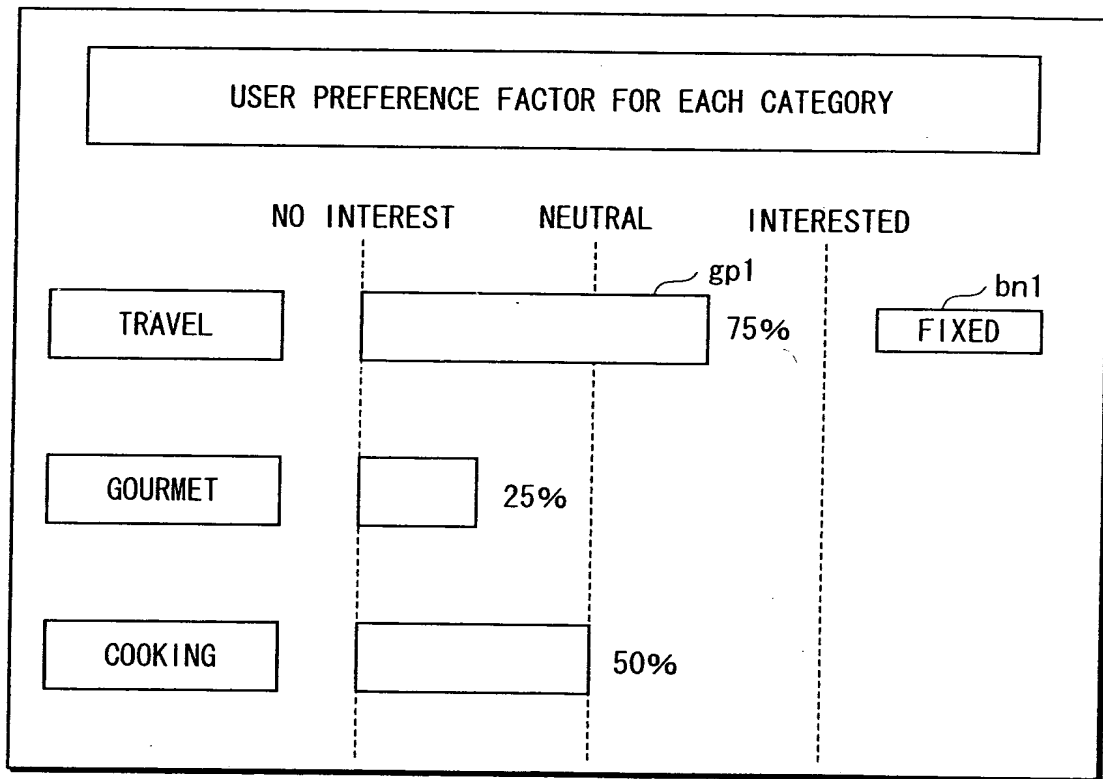 USER PREFERENCE FACTOR FOR EACH CATEGORY
NO INTEREST NEUTRAL INTERESTED
gp1
bn1
TRAVEL 75% FIXED
GOURMET 25%
COOKING 50%